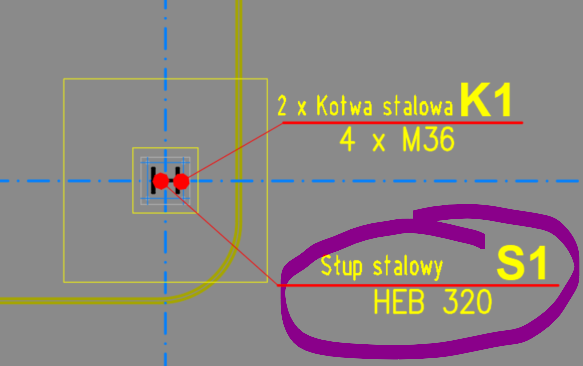 2 x Kotwa stalowa K1
4 x M36
Słup stalowy S1
HEB 320